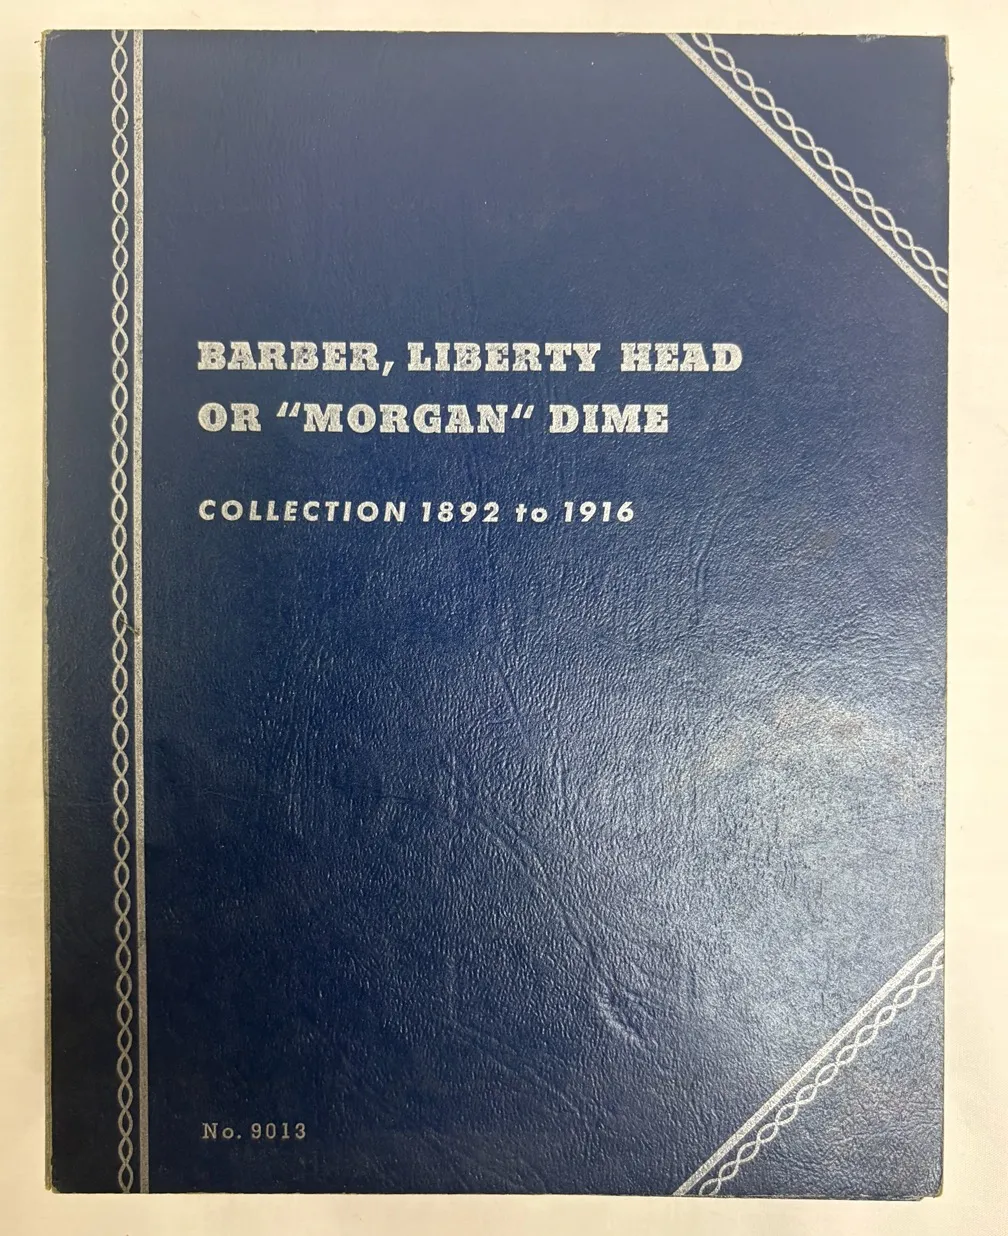 BARBER, LIBERTY HEAD
OR “MORGAN“ DIME
COLLECTION 1892 to 1916
No. 9013